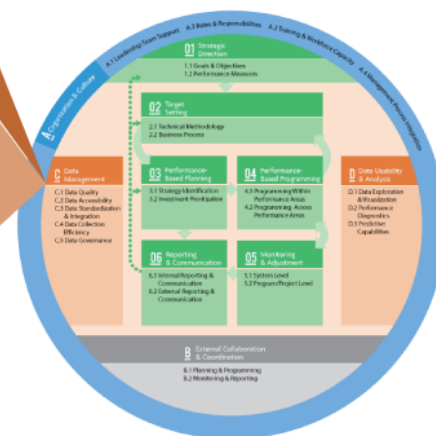 A Organization & Culture
A.1 Leadership Team Support
A.2 Roles & Responsibilities
A.3 Training & Workforce Capacity
A.4 Management Process Integration
01 Strategic
Direction
1.1 Goals & Objectives
1.2 Performance Measures
02 Target
Setting
2.1 Technical Methodology
2.2 Business Process
C Data
Management
C.1 Data Quality
C.2 Data Accessibility
C.3 Data Standardization
& Integration
C.4 Data Collection
Efficiency
C.5 Data Governance
03 Performance-
Based Planning
3.1 Strategy Identification
3.2 Investment Prioritization
04 Performance-
Based Programming
4.1 Programming Within
Performance Areas
4.2 Programming Across
Performance Areas
D Data Usability
& Analysis
D.1 Data Exploration
& Visualization
D.2 Performance
Diagnostics
D.3 Predictive
Capabilities
06 Reporting
& Communication
6.1 Internal Reporting &
Communication
6.2 External Reporting &
Communication
05 Monitoring
& Adjustment
5.1 System Level
5.2 Program/Project Level
B External Collaboration
& Coordination
B.1 Planning & Programming
B.2 Monitoring & Reporting